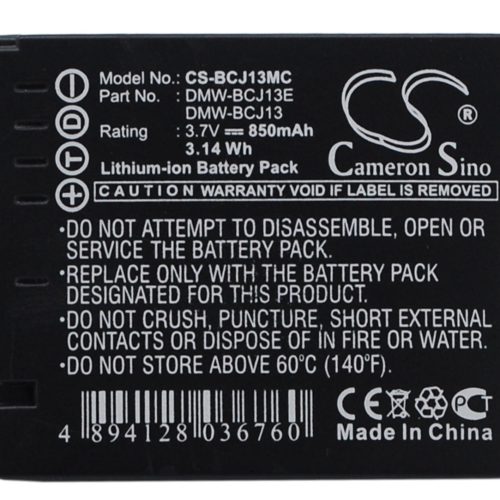 Model No.: CS-BCJ13MC
Part No.: DMW-BCJ13E
DMW-BCJ13
Rating: 3.7V ⎓ 850mAh
3.14 Wh
Lithium-ion Battery Pack
⚠CAUTION WARRANTY VOID IF LABEL IS REMOVED
CS ®
Cameron Sino
D
•DO NOT ATTEMPT TO DISASSEMBLE, OPEN OR
SERVICE THE BATTERY PACK.
•REPLACE ONLY WITH THE BATTERY PACK
DESIGNATED FOR THIS PRODUCT.
•DO NOT CRUSH, PUNCTURE, SHORT EXTERNAL
CONTACTS OR DISPOSE OF IN FIRE OR WATER.
•DO NOT STORE ABOVE 60°C (140°F).
4 894128 036760
CE PCT
Made In China